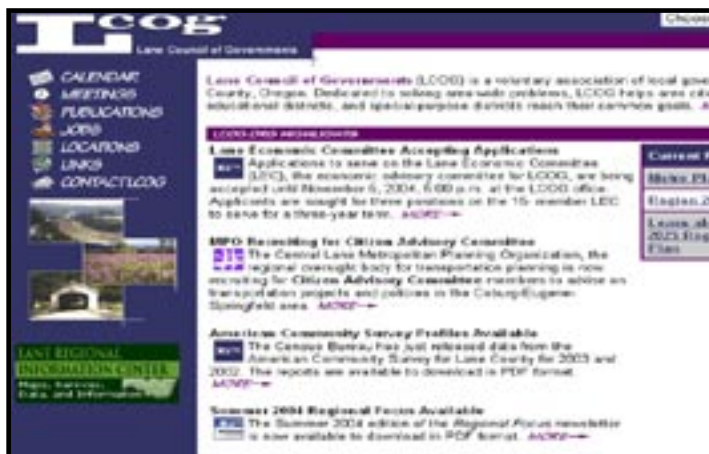 Lcog
Lane Council of Governments
Choose
CALENDAR
MEETINGS
PUBLICATIONS
JOBS
LOCATIONS
LINKS
CONTACT LCOG
LANE REGIONAL
INFORMATION CENTER
Maps, Services,
Data, and Information
Lane Council of Governments (LCOG) is a voluntary association of local gove
County, Oregon. Dedicated to solving area-wide problems, LCOG helps area citi
educational districts, and special-purpose districts reach their common goals.
HIGHLIGHTS
Lane Economic Committee Accepting Applications
Applications to serve on the Lane Economic Committee
(LEC), the economic advisory committee for LCOG, are being
accepted until November 5, 2004, 5:00 p.m. at the LCOG office.
Applicants are sought for three positions on the 15-member LEC
to serve for a three-year term. MORE
MPO Recruiting for Citizen Advisory Committee
The Central Lane Metropolitan Planning Organization, the
regional oversight body for transportation planning is now
recruiting for Citizen Advisory Committee members to advise on
transportation projects and policies in the Coburg/Eugene-
Springfield area. MORE
American Community Survey Profiles Available
The Census Bureau has just released data from the
American Community Survey for Lane County for 2003 and
2002. The reports are available to download in PDF format.
MORE
Summer 2004 Regional Focus Available
The Summer 2004 edition of the Regional Focus newsletter
is now available to download in PDF format. MORE
Current
Metro
Region 2
Learn
Plan